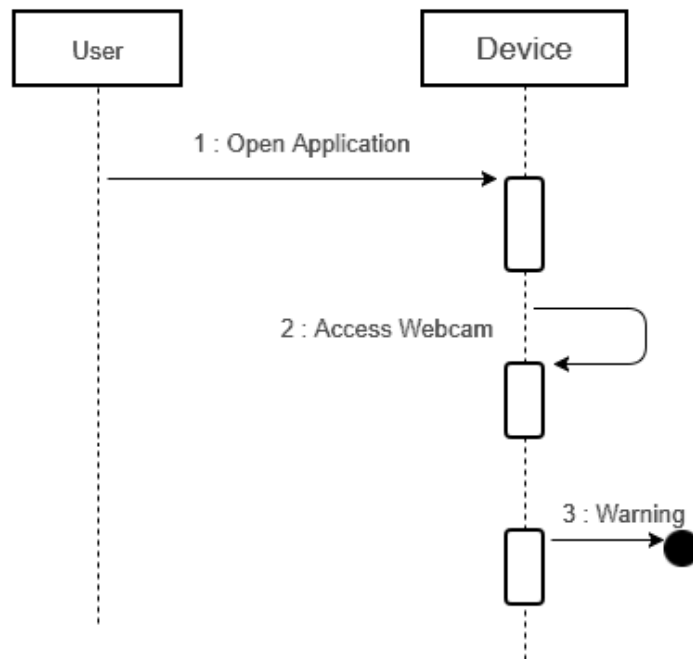 User
Device
1 : Open Application
2 : Access Webcam
3 : Warning